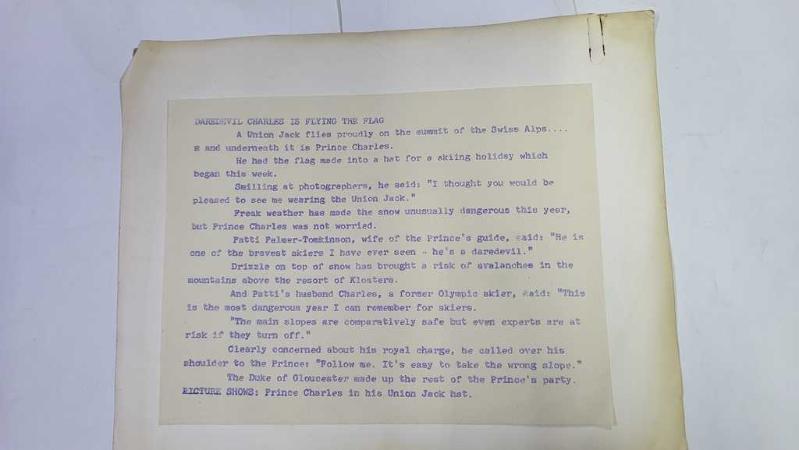 DAREDEVIL CHARLES IS FLYING THE FLAG
A Union Jack flies proudly on the summit of the Swiss Alps....
and underneath it is Prince Charles.
He had the flag made into a hat for a skiing holiday which
began this week.
Smiling at photographers, he said: "I thought you would be
pleased to see me wearing the Union Jack."
Freak weather has made the snow unusually dangerous this year,
but Prince Charles was not worried.
Patti Palmer-Tomkinson, wife of the Prince's guide, said: "He is
one of the bravest skiers I have ever seen - he's a daredevil."
Drizzle on top of snow has brought a risk of avalanches in the
mountains above the resort of Klosters.
And Patti's husband Charles, a former Olympic skier, said: "This
is the most dangerous year I can remember for skiers.
"The main slopes are comparatively safe but even experts are at
risk if they turn off."
Clearly concerned about his royal charge, he called over his
shoulder to the Prince: "Follow me. It's easy to take the wrong slope."
The Duke of Gloucester made up the rest of the Prince's party.
PICTURE SHOWS: Prince Charles in his Union Jack hat.